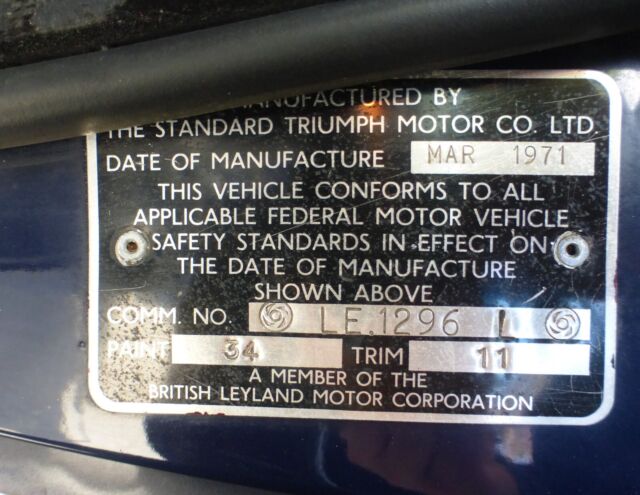 MANUFACTURED BY
THE STANDARD TRIUMPH MOTOR CO. LTD.
DATE OF MANUFACTURE MAR 1971
THIS VEHICLE CONFORMS TO ALL
APPLICABLE FEDERAL MOTOR VEHICLE
SAFETY STANDARDS IN EFFECT ON
THE DATE OF MANUFACTURE
SHOWN ABOVE
COMM. NO. LE.1296 L
PAINT 34 TRIM 11
A MEMBER OF THE
BRITISH LEYLAND MOTOR CORPORATION